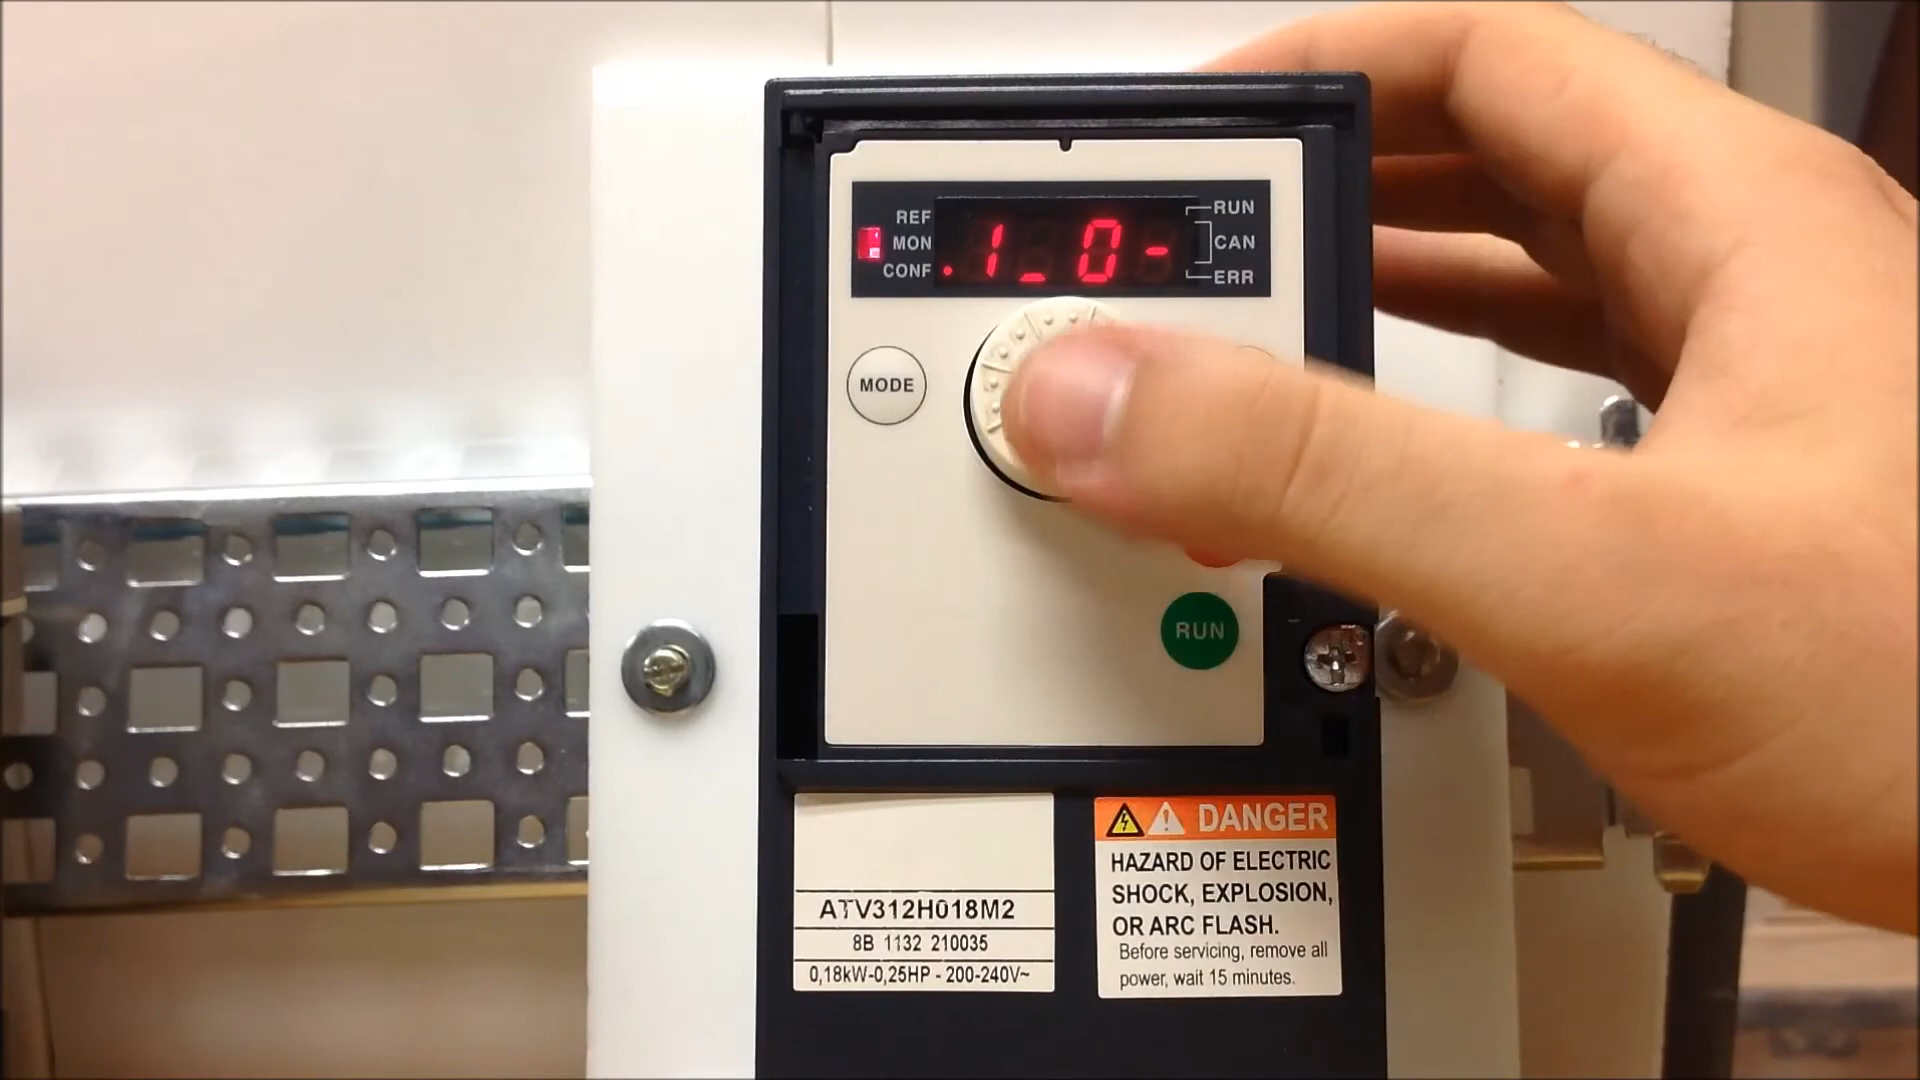 REF
MON
CONF
.1_0-
RUN
CAN
ERR
MODE
RUN
ATV312H018M2
8B 1132 210035
0,18kW-0,25HP - 200-240V~
DANGER
HAZARD OF ELECTRIC
SHOCK, EXPLOSION,
OR ARC FLASH.
Before servicing, remove all
power, wait 15 minutes.